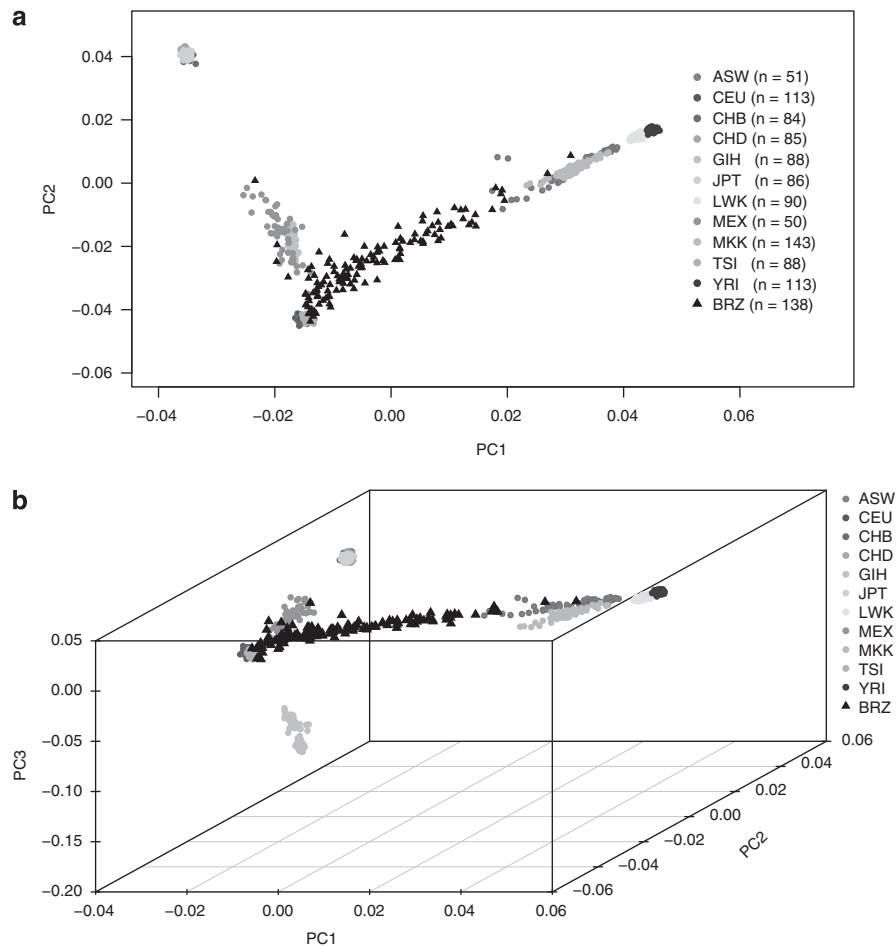 a
0.04
0.02
0.00
−0.02
−0.04
−0.06
PC2
−0.04
−0.02
0.00
0.02
0.04
0.06
PC1
ASW (n = 51)
CEU (n = 113)
CHB (n = 84)
CHD (n = 85)
GIH (n = 88)
JPT (n = 86)
LWK (n = 90)
MEX (n = 50)
MKK (n = 143)
TSI (n = 88)
YRI (n = 113)
BRZ (n = 138)
b
0.05
0.00
−0.05
−0.10
−0.15
−0.20
PC3
−0.04
−0.02
0.00
0.02
0.04
0.06
PC1
−0.06
−0.04
−0.02
0.00
0.02
0.04
0.06
PC2
ASW
CEU
CHB
CHD
GIH
JPT
LWK
MEX
MKK
TSI
YRI
BRZ